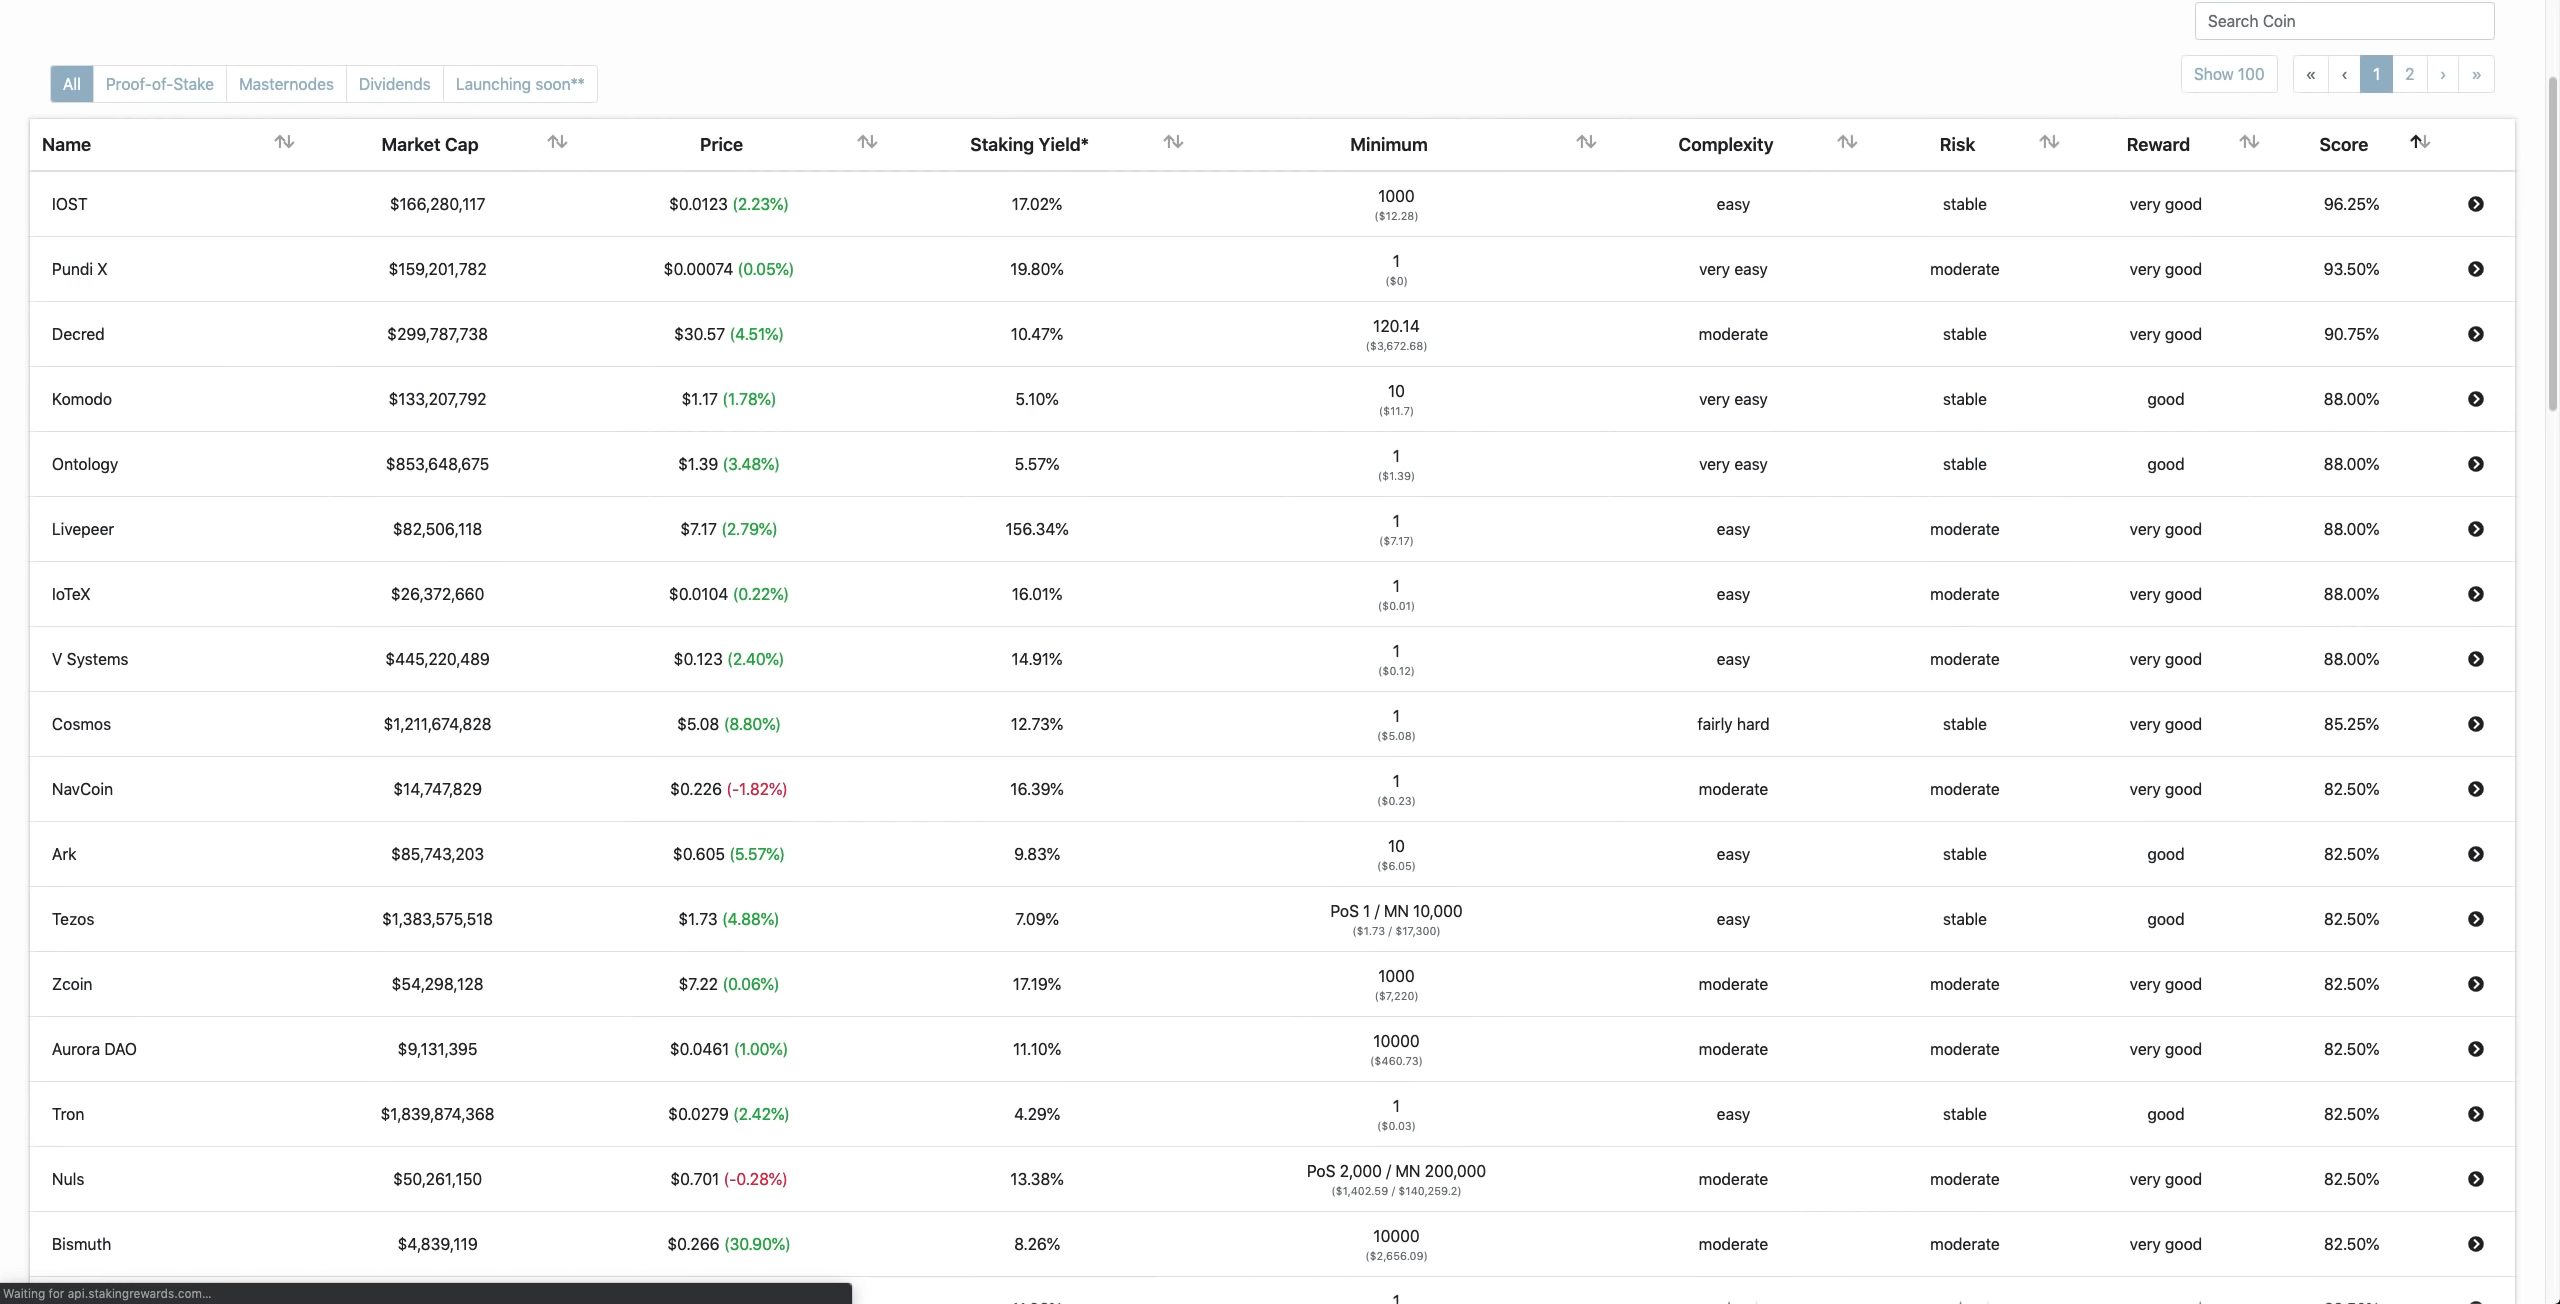 Search Coin
All Proof-of-Stake Masternodes Dividends Launching soon** Show 100 « ‹ 1 2 › »
Name Market Cap Price Staking Yield* Minimum Complexity Risk Reward Score
IOST $166,280,117 $0.0123 (2.23%) 17.02% 1000 easy stable very good 96.25%
($12.28)
Pundi X $159,201,782 $0.00074 (0.05%) 19.80% 1 very easy moderate very good 93.50%
($0)
Decred $299,787,738 $30.57 (4.51%) 10.47% 120.14 moderate stable very good 90.75%
($3,672.68)
Komodo $133,207,792 $1.17 (1.78%) 5.10% 10 very easy stable good 88.00%
($11.7)
Ontology $853,648,675 $1.39 (3.48%) 5.57% 1 very easy stable good 88.00%
($1.39)
Livepeer $82,506,118 $7.17 (2.79%) 156.34% 1 easy moderate very good 88.00%
($7.17)
IoTeX $26,372,660 $0.0104 (0.22%) 16.01% 1 easy moderate very good 88.00%
($0.01)
V Systems $445,220,489 $0.123 (2.40%) 14.91% 1 easy moderate very good 88.00%
($0.12)
Cosmos $1,211,674,828 $5.08 (8.80%) 12.73% 1 fairly hard stable very good 85.25%
($5.08)
NavCoin $14,747,829 $0.226 (-1.82%) 16.39% 1 moderate moderate very good 82.50%
($0.23)
Ark $85,743,203 $0.605 (5.57%) 9.83% 10 easy stable good 82.50%
($6.05)
Tezos $1,383,575,518 $1.73 (4.88%) 7.09% PoS 1 / MN 10,000 easy stable good 82.50%
($1.73 / $17,300)
Zcoin $54,298,128 $7.22 (0.06%) 17.19% 1000 moderate moderate very good 82.50%
($7,220)
Aurora DAO $9,131,395 $0.0461 (1.00%) 11.10% 10000 moderate moderate very good 82.50%
($460.73)
Tron $1,839,874,368 $0.0279 (2.42%) 4.29% 1 easy stable good 82.50%
($0.03)
Nuls $50,261,150 $0.701 (-0.28%) 13.38% PoS 2,000 / MN 200,000 moderate moderate very good 82.50%
($1,402.59 / $140,259.2)
Bismuth $4,839,119 $0.266 (30.90%) 8.26% 10000 moderate moderate very good 82.50%
($2,656.09)
Waiting for api.stakingrewards.com...
1